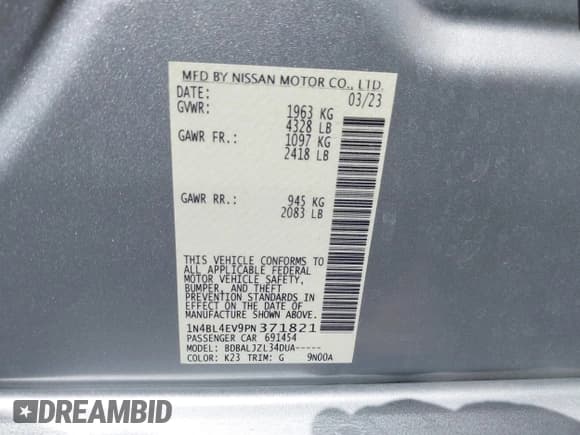 MFD BY NISSAN MOTOR CO., LTD.
DATE: 03/23
GVWR: 1963 KG
4328 LB
GAWR FR.: 1097 KG
2418 LB
GAWR RR.: 945 KG
2083 LB
THIS VEHICLE CONFORMS TO
ALL APPLICABLE FEDERAL
MOTOR VEHICLE SAFETY,
BUMPER, AND THEFT
PREVENTION STANDARDS IN
EFFECT ON THE DATE OF
MANUFACTURE SHOWN ABOVE.
1N4BL4EV9PN371821
PASSENGER CAR 691454
MODEL: BDBALJZL34DUA-----
COLOR: K23 TRIM: G 9N00A
DREAMBID